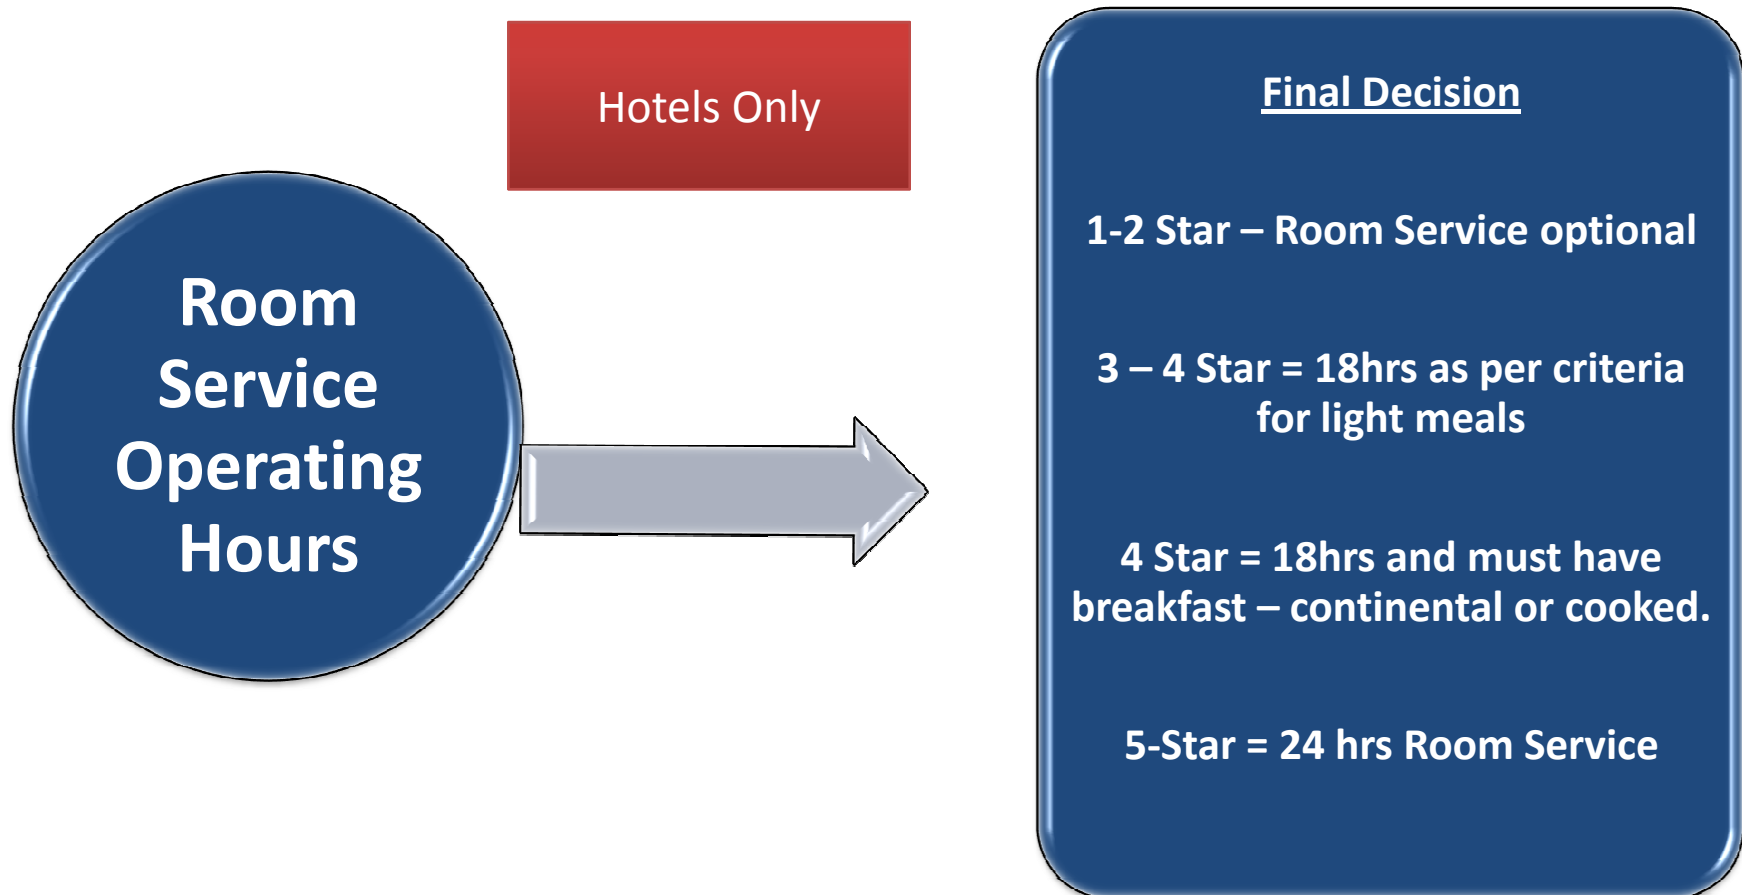 Hotels Only
Room
Service
Operating
Hours
Final Decision
1-2 Star – Room Service optional
3 – 4 Star = 18hrs as per criteria
for light meals
4 Star = 18hrs and must have
breakfast – continental or cooked.
5-Star = 24 hrs Room Service